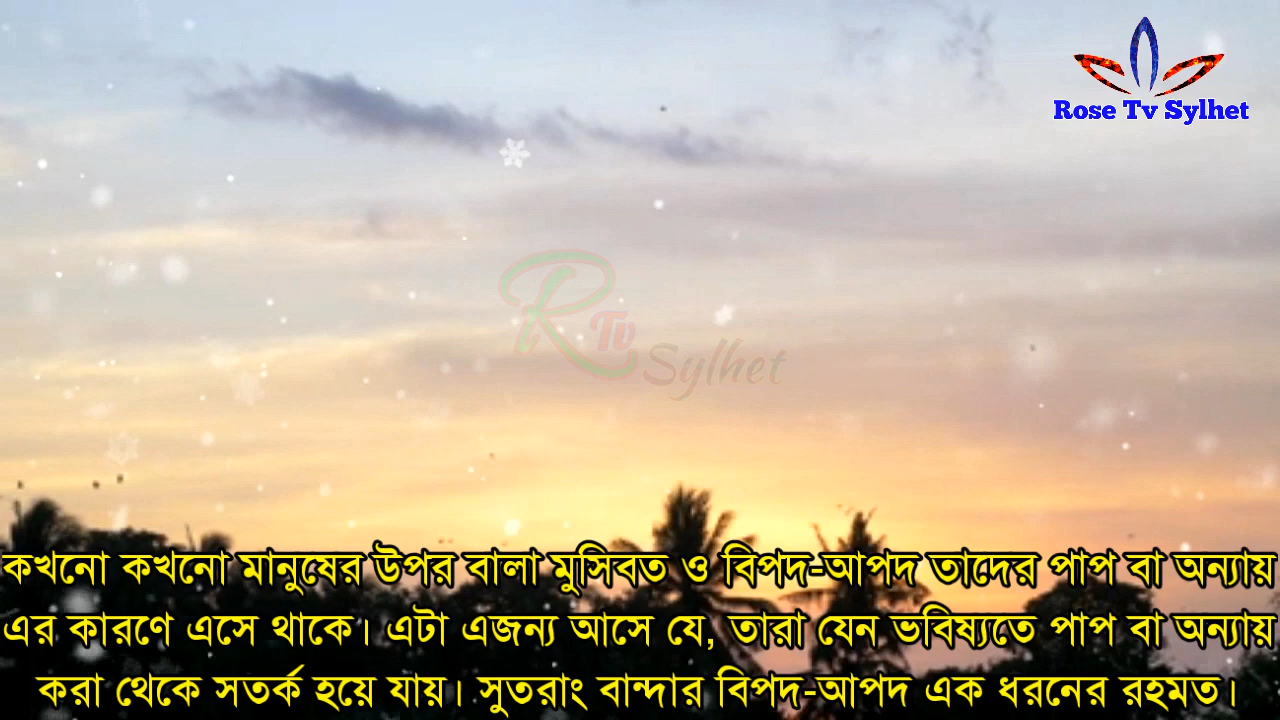 Rose Tv Sylhet
R Tv Sylhet
কখনো কখনো মানুষের উপর বালা মুসিবত ও বিপদ-আপদ তাদের পাপ বা অন্যায়
এর কারণে এসে থাকে। এটা এজন্য আসে যে, তারা যেন ভবিষ্যতে পাপ বা অন্যায়
করা থেকে সতর্ক হয়ে যায়। সুতরাং বান্দার বিপদ-আপদ এক ধরনের রহমত।